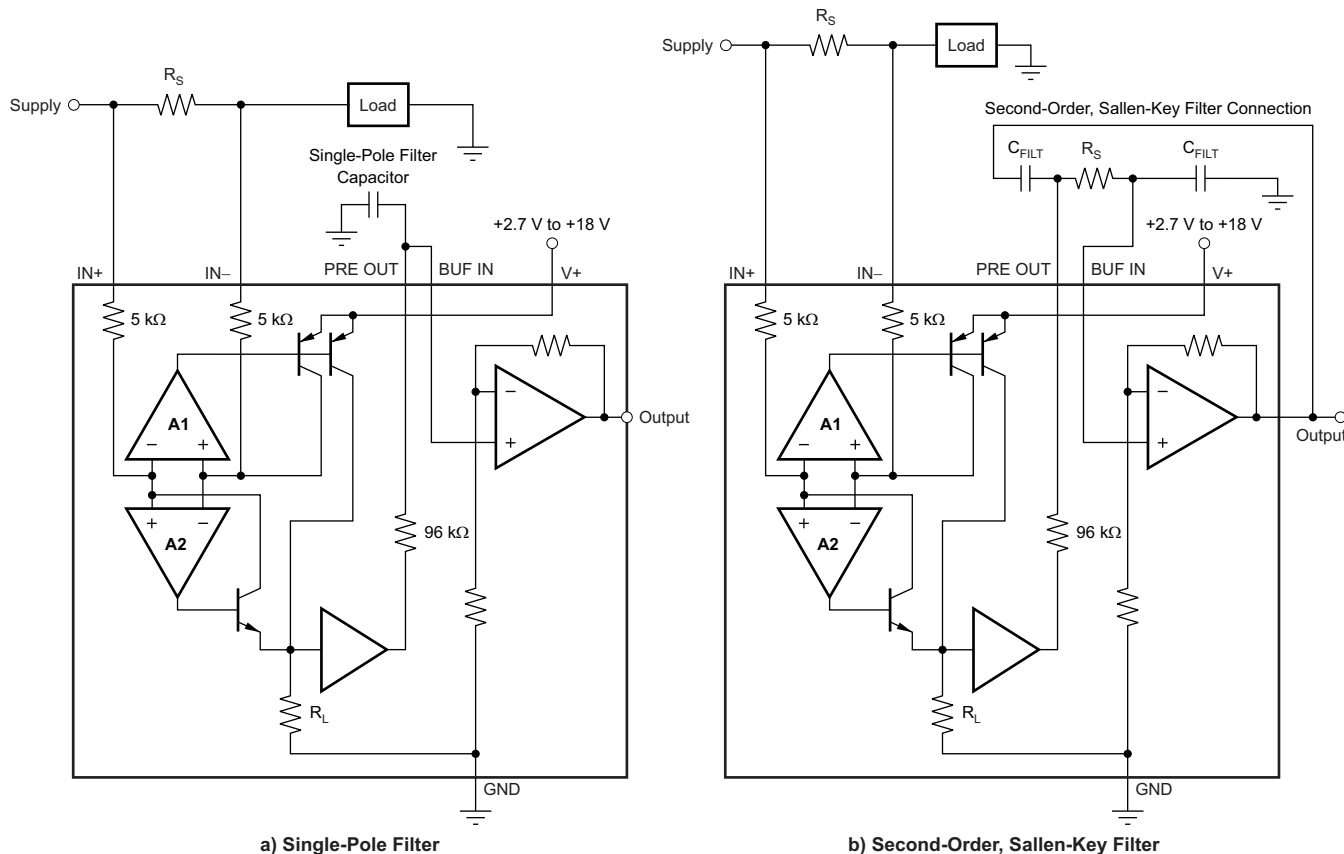 R_S
Supply
Load
Single-Pole Filter
Capacitor
+2.7 V to +18 V
IN+
IN–
PRE OUT
BUF IN
V+
5 kΩ
5 kΩ
A1
–
+
–
+
Output
A2
+
–
96 kΩ
R_L
GND
a) Single-Pole Filter
R_S
Supply
Load
Second-Order, Sallen-Key Filter Connection
C_FILT
R_S
C_FILT
+2.7 V to +18 V
IN+
IN–
PRE OUT
BUF IN
V+
5 kΩ
5 kΩ
A1
–
+
–
+
Output
A2
+
–
96 kΩ
R_L
GND
b) Second-Order, Sallen-Key Filter